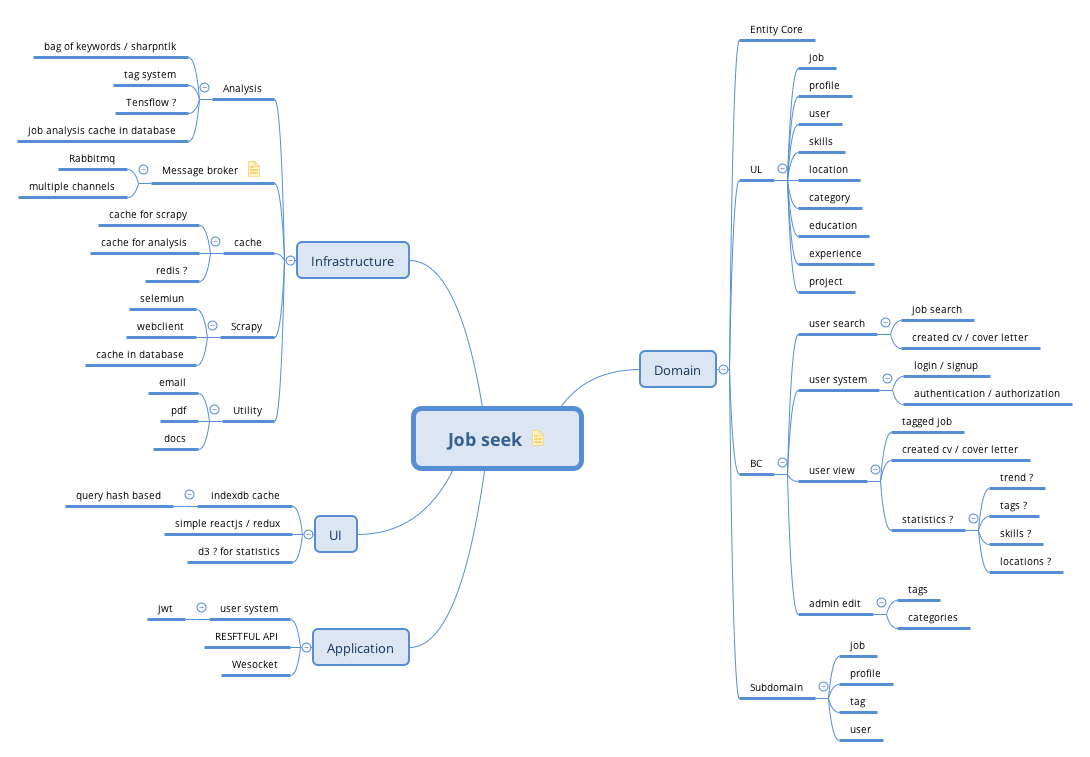 Job seek
Infrastructure
Analysis
bag of keywords / sharpntlk
tag system
Tensflow ?
job analysis cache in database
Message broker
Rabbitmq
multiple channels
cache
cache for scrapy
cache for analysis
redis ?
Scrapy
selemiun
webclient
cache in database
Utility
email
pdf
docs
UI
indexdb cache
query hash based
simple reactjs / redux
d3 ? for statistics
Application
user system
jwt
RESFTFUL API
Wesocket
Domain
Entity Core
UL
job
profile
user
skills
location
category
education
experience
project
BC
user search
job search
created cv / cover letter
user system
login / signup
authentication / authorization
user view
tagged job
created cv / cover letter
statistics ?
trend ?
tags ?
skills ?
locations ?
admin edit
tags
categories
Subdomain
job
profile
tag
user